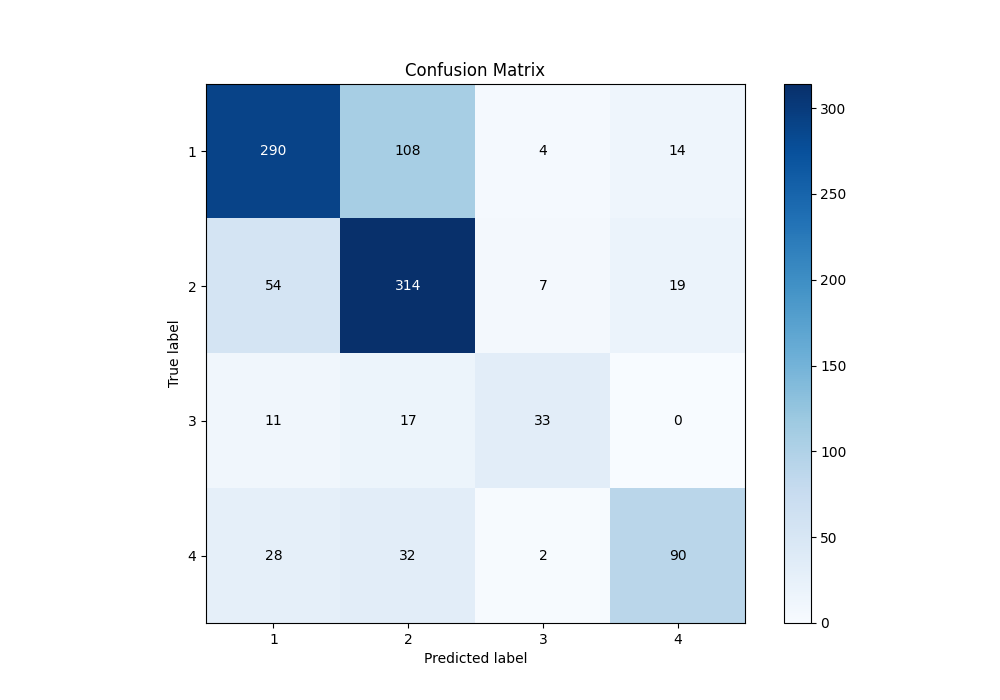 Confusion Matrix
True label
1 290 108 4 14
2 54 314 7 19
3 11 17 33 0
4 28 32 2 90
1 2 3 4
Predicted label
300
250
200
150
100
50
0